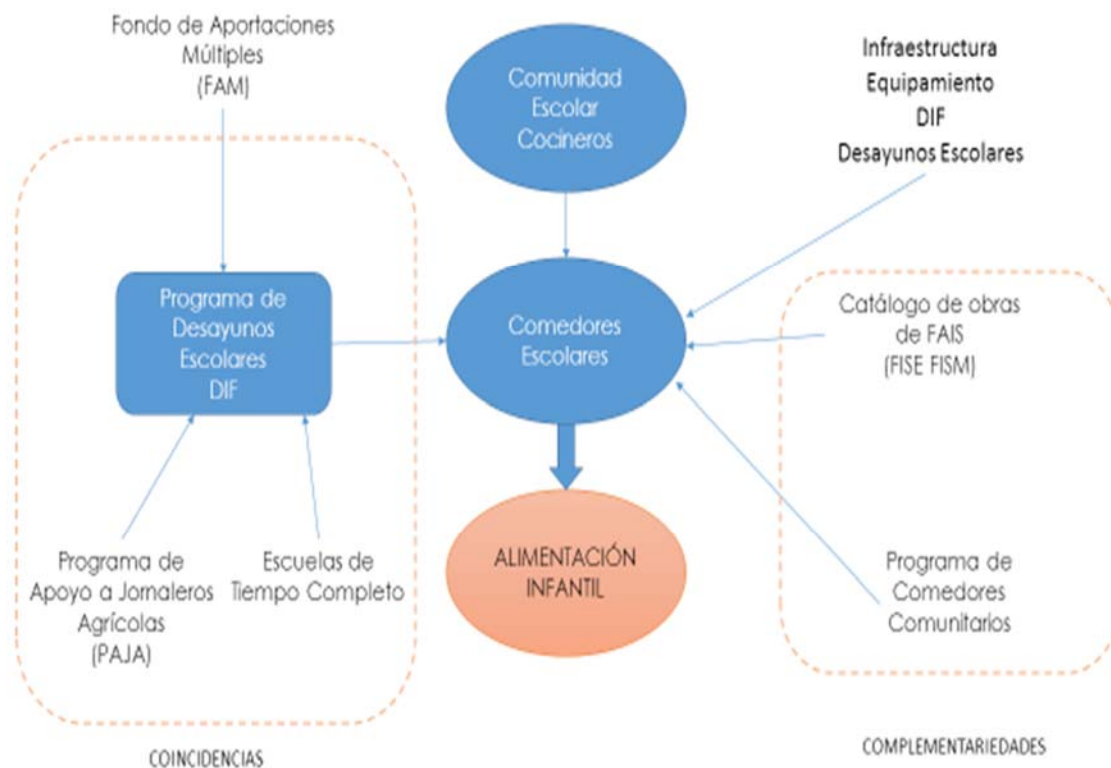 Fondo de Aportaciones
Múltiples
(FAM)
Comunidad
Escolar
Cocineros
Infraestructura
Equipamiento
DIF
Desayunos Escolares
Programa de
Desayunos
Escolares
DIF
Comedores
Escolares
Catálogo de obras
de FAIS
(FISE FISM)
Programa de
Apoyo a Jornaleros
Agrícolas
(PAJA)
Escuelas de
Tiempo Completo
ALIMENTACIÓN
INFANTIL
Programa de
Comedores
Comunitarios
COINCIDENCIAS
COMPLEMENTARIEDADES